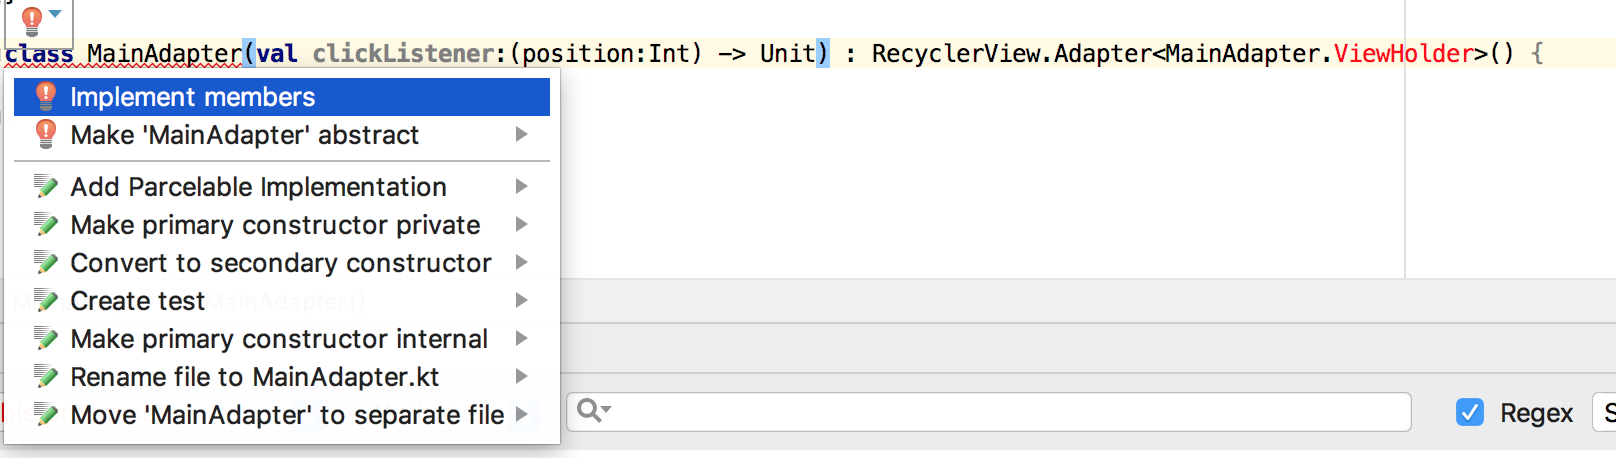 class MainAdapter(val clickListener:(position:Int) -> Unit) : RecyclerView.Adapter<MainAdapter.ViewHolder>() {
Implement members
Make 'MainAdapter' abstract
Add Parcelable Implementation
Make primary constructor private
Convert to secondary constructor
Create test
MainAdapter()
Make primary constructor internal
Rename file to MainAdapter.kt
Move 'MainAdapter' to separate file
Regex
S